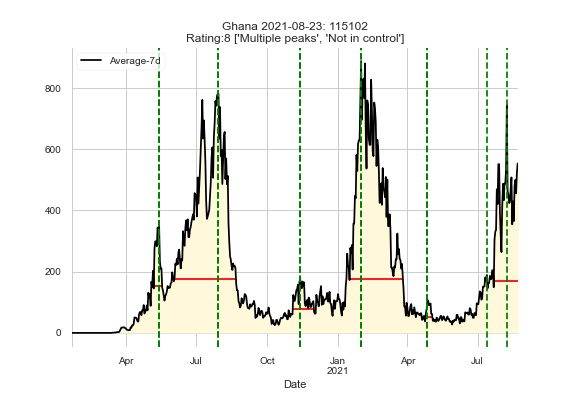 Ghana 2021-08-23: 115102
Rating:8 ['Multiple peaks', 'Not in control']
Average-7d
800
600
400
200
0
Apr
Jul
Oct
Jan
2021
Apr
Jul
Date